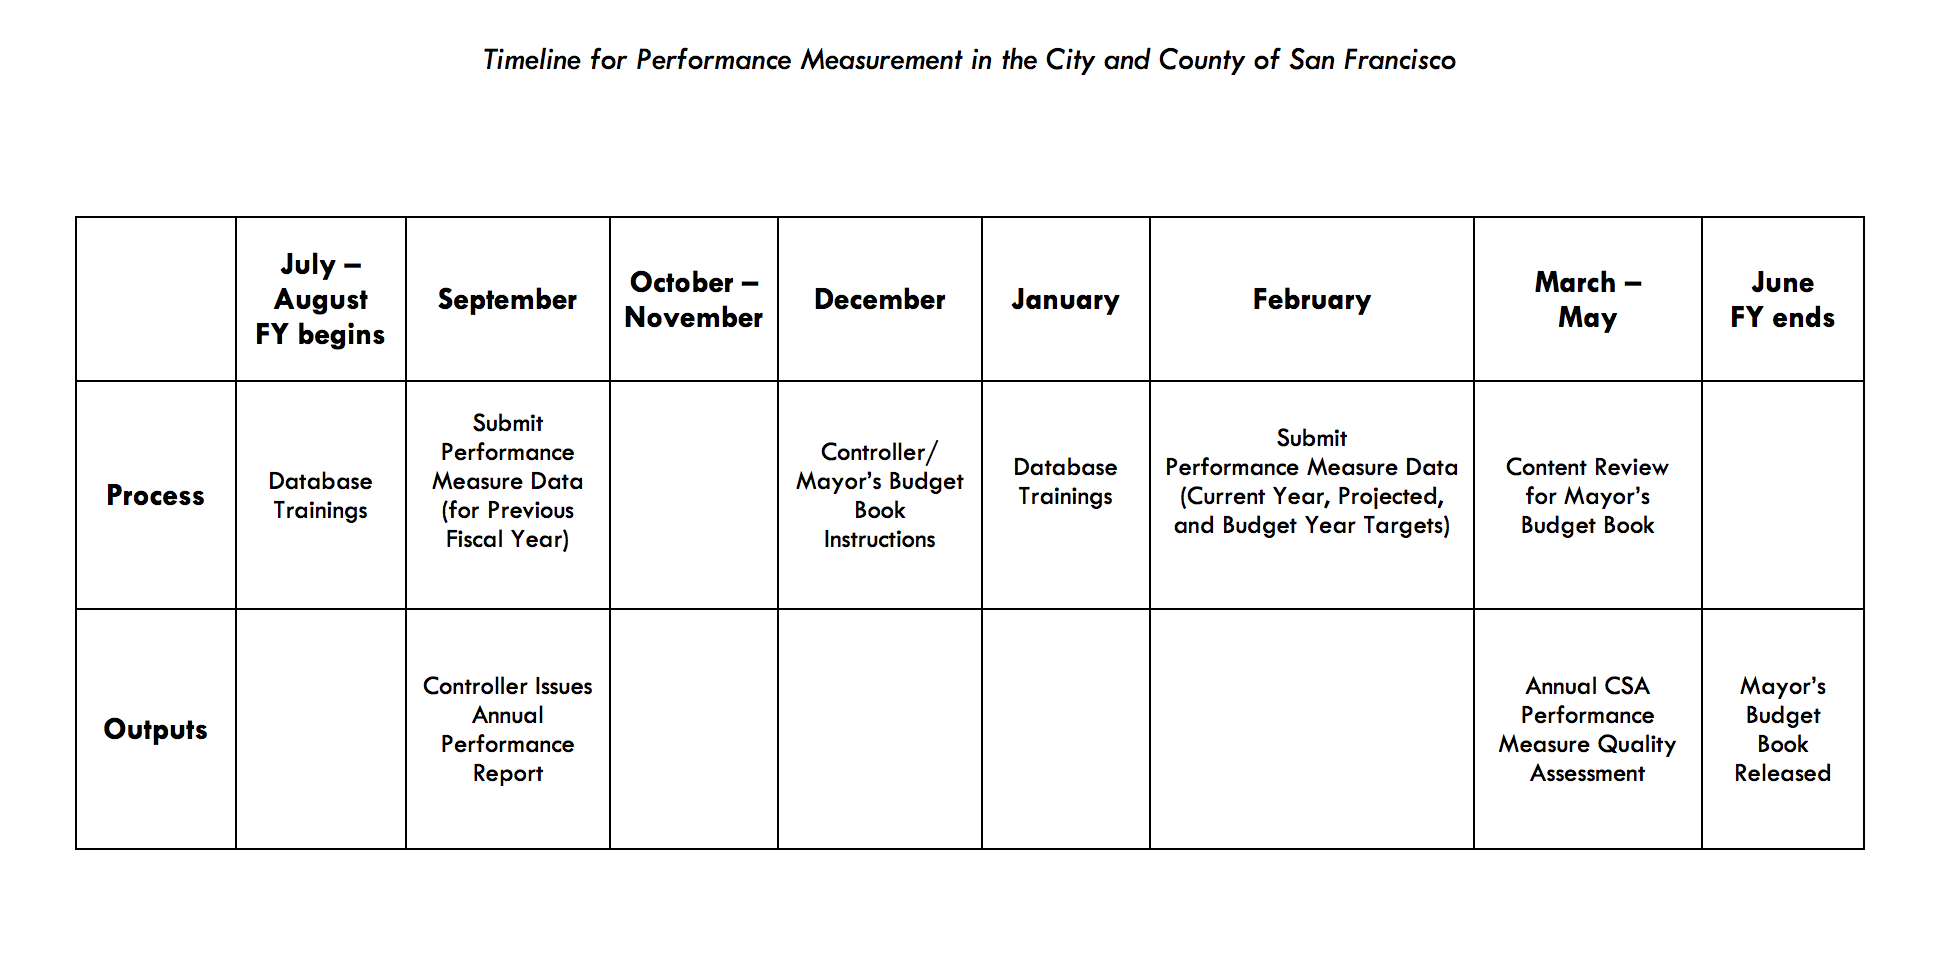 Timeline for Performance Measurement in the City and County of San Francisco
July –
August
FY begins
September
October –
November
December
January
February
March –
May
June
FY ends
Process
Database
Trainings
Submit
Performance
Measure Data
(for Previous
Fiscal Year)
Controller/
Mayor’s Budget
Book
Instructions
Database
Trainings
Submit
Performance Measure Data
(Current Year, Projected,
and Budget Year Targets)
Content Review
for Mayor’s
Budget Book
Outputs
Controller Issues
Annual
Performance
Report
Annual CSA
Performance
Measure Quality
Assessment
Mayor’s
Budget
Book
Released